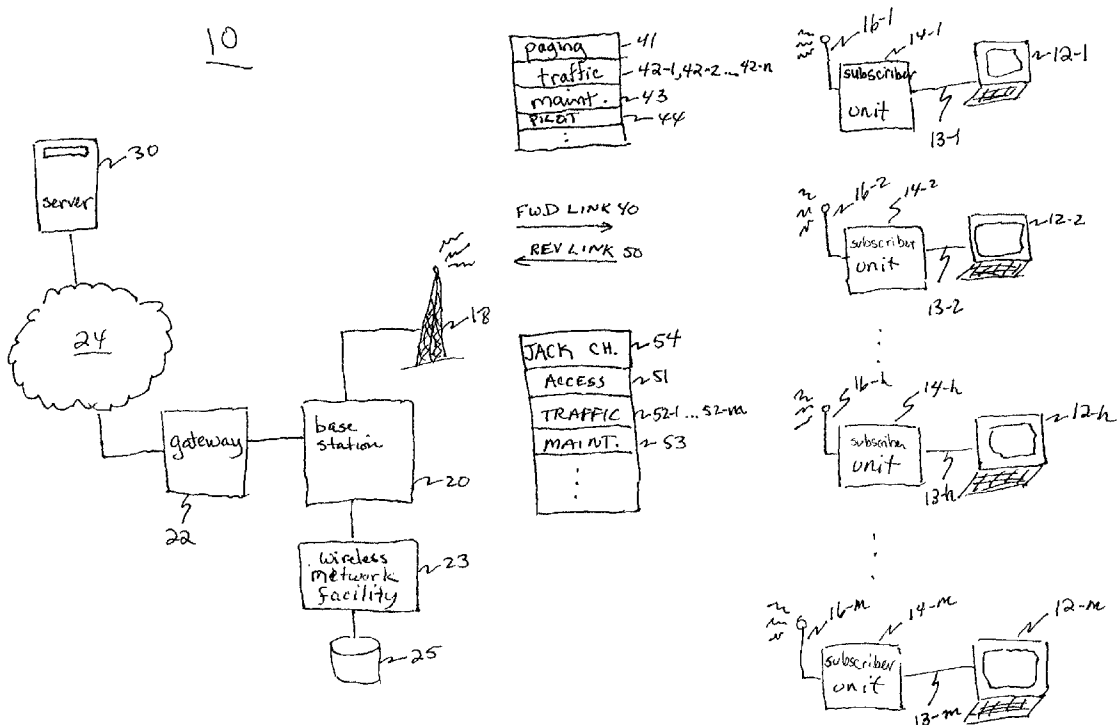 10
paging 41
traffic 42-1, 42-2 ... 42-n
maint. 43
PILOT 44
30
server
24
FWD LINK 40
REV LINK 50
18
gateway
22
base station
20
wireless network facility
23
25
JACK CH. 54
ACCESS 51
TRAFFIC 52-1 ... 52-m
MAINT. 53
16-1
14-1
12-1
subscriber unit
13-1
16-2
14-2
12-2
subscriber unit
13-2
16-h
14-h
12-h
subscriber unit
13-h
16-m
14-m
12-m
subscriber unit
13-m